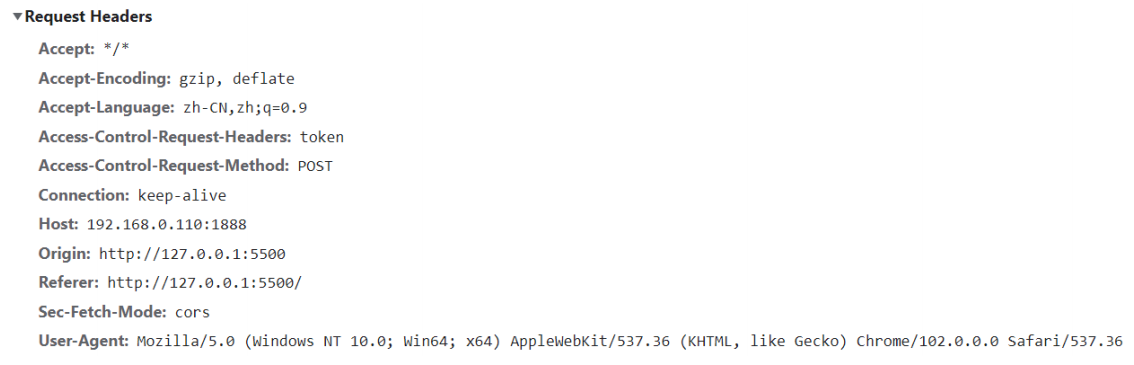 Request Headers
Accept: */*
Accept-Encoding: gzip, deflate
Accept-Language: zh-CN,zh;q=0.9
Access-Control-Request-Headers: token
Access-Control-Request-Method: POST
Connection: keep-alive
Host: 192.168.0.110:1888
Origin: http://127.0.0.1:5500
Referer: http://127.0.0.1:5500/
Sec-Fetch-Mode: cors
User-Agent: Mozilla/5.0 (Windows NT 10.0; Win64; x64) AppleWebKit/537.36 (KHTML, like Gecko) Chrome/102.0.0.0 Safari/537.36